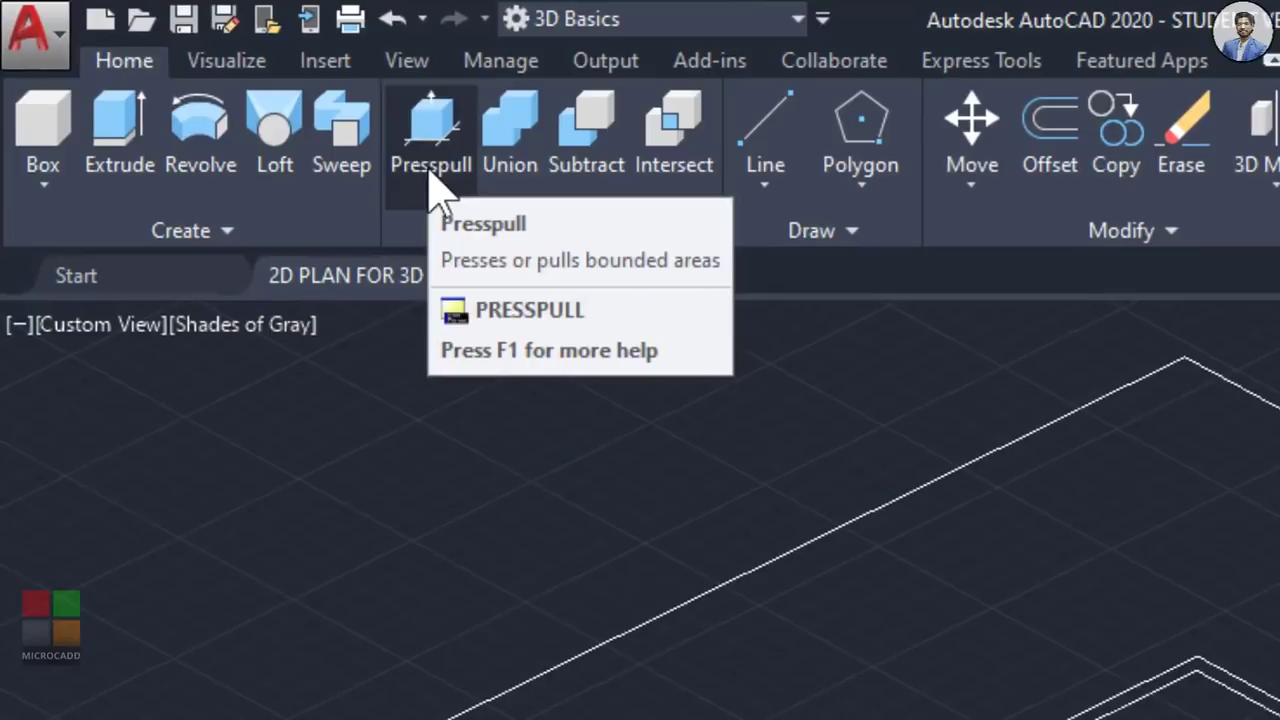 3D Basics
Autodesk AutoCAD 2020 - STUDENT VE
Home Visualize Insert View Manage Output Add-ins Collaborate Express Tools Featured Apps
Box Extrude Revolve Loft Sweep Presspull Union Subtract Intersect Line Polygon Move Offset Copy Erase 3D M
Create Draw Modify
Presspull
Presses or pulls bounded areas
PRESSPULL
Press F1 for more help
Start 2D PLAN FOR 3D
[−][Custom View][Shades of Gray]
MICROCADD